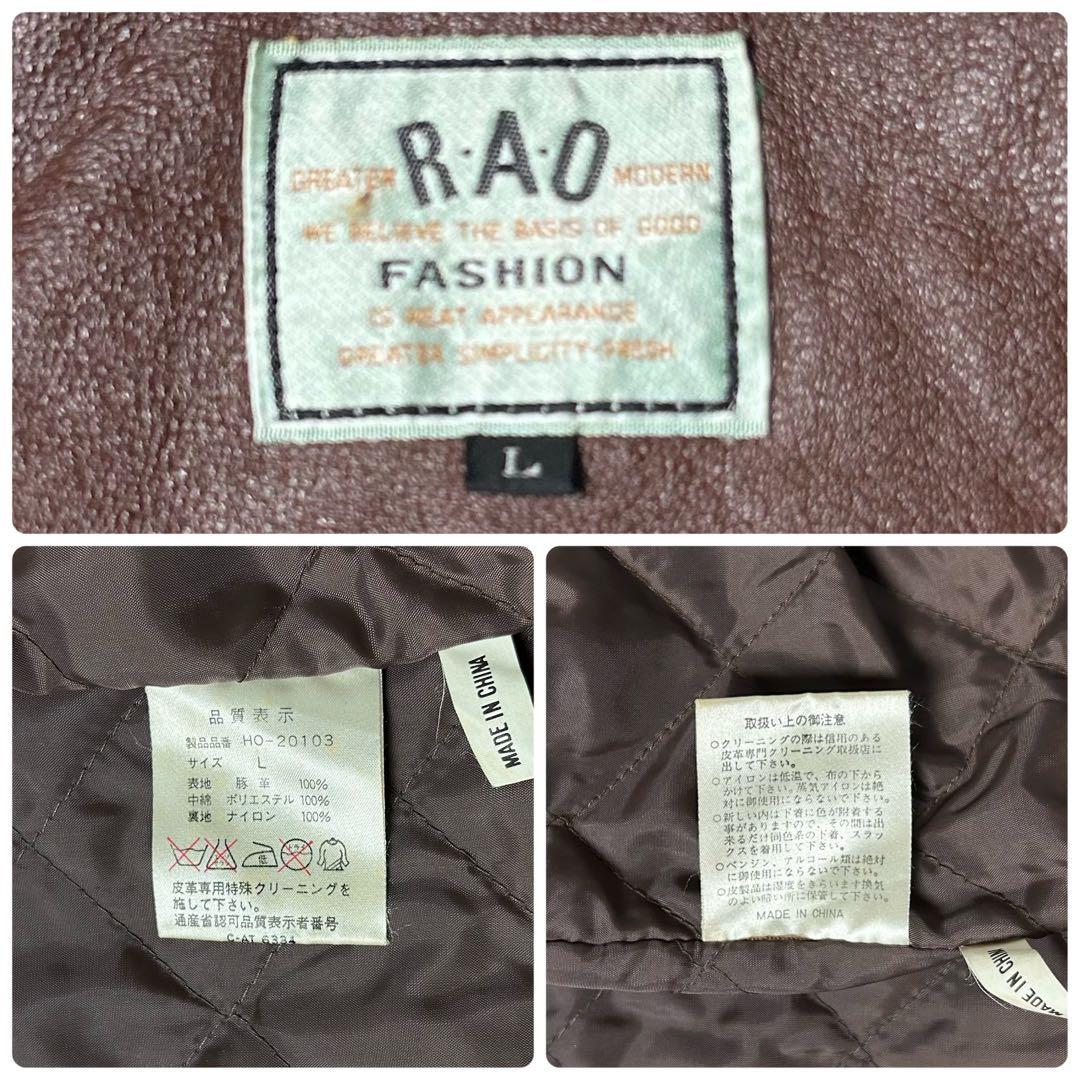 R·A·O
GREATER MODERN
WE BELIEVE THE BASIS OF GOOD
FASHION
IS NEAT APPEARANCE
GREATER SIMPLICITY-FRESH
L
品質表示
製品品番 HO-20103
サイズ L
表地 豚革 100%
中綿 ポリエステル 100%
裏地 ナイロン 100%
低
ドライ
皮革専用特殊クリーニングを
施して下さい。
通産省認可品質表示者番号
C-AT 6334
MADE IN CHINA
取扱い上の御注意
○クリーニングの際は信用のある
皮革専門クリーニング取扱店に
出して下さい。
○アイロンは低温で、布の下から
かけて下さい。蒸気アイロンは絶
対に御使用にならないで下さい。
○新しい内は下着に色が附着する
事がありますので、その間は出
来るだけ同色系の下着、スラッ
クスを着用して下さい。
○ベンジン、アルコール類は絶対
に御使用にならないで下さい。
○皮製品は湿度をきらいます換気
のよい暗い所に保管して下さい。
MADE IN CHINA
MADE IN CHIN